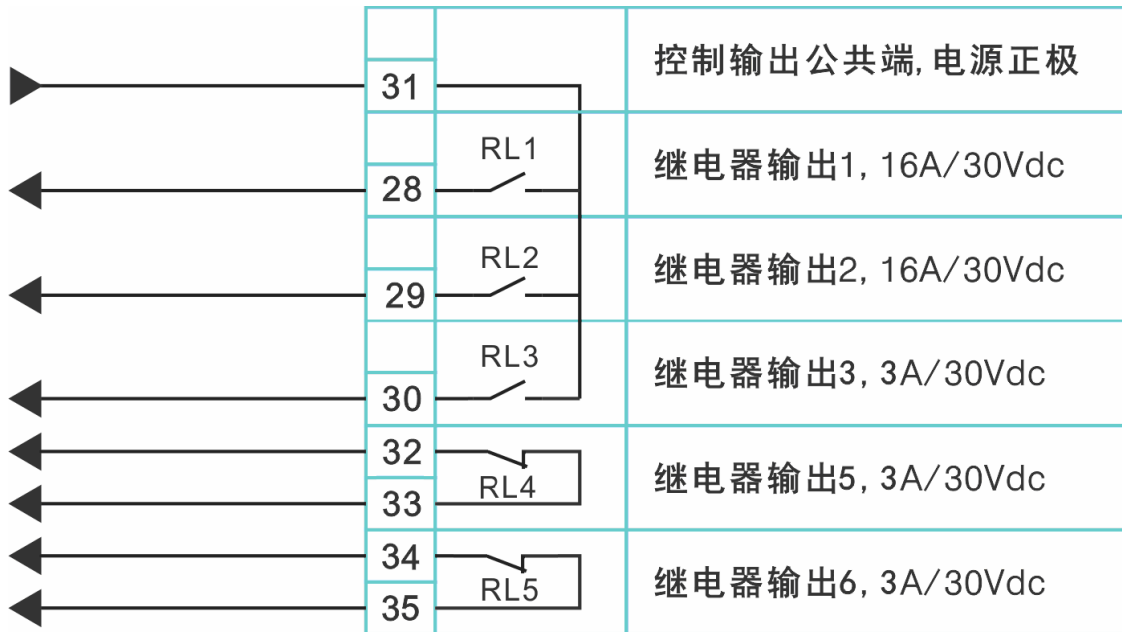 31
控制输出公共端,电源正极
28
RL1
继电器输出1, 16A/30Vdc
29
RL2
继电器输出2, 16A/30Vdc
30
RL3
继电器输出3, 3A/30Vdc
32
33
RL4
继电器输出5, 3A/30Vdc
34
35
RL5
继电器输出6, 3A/30Vdc